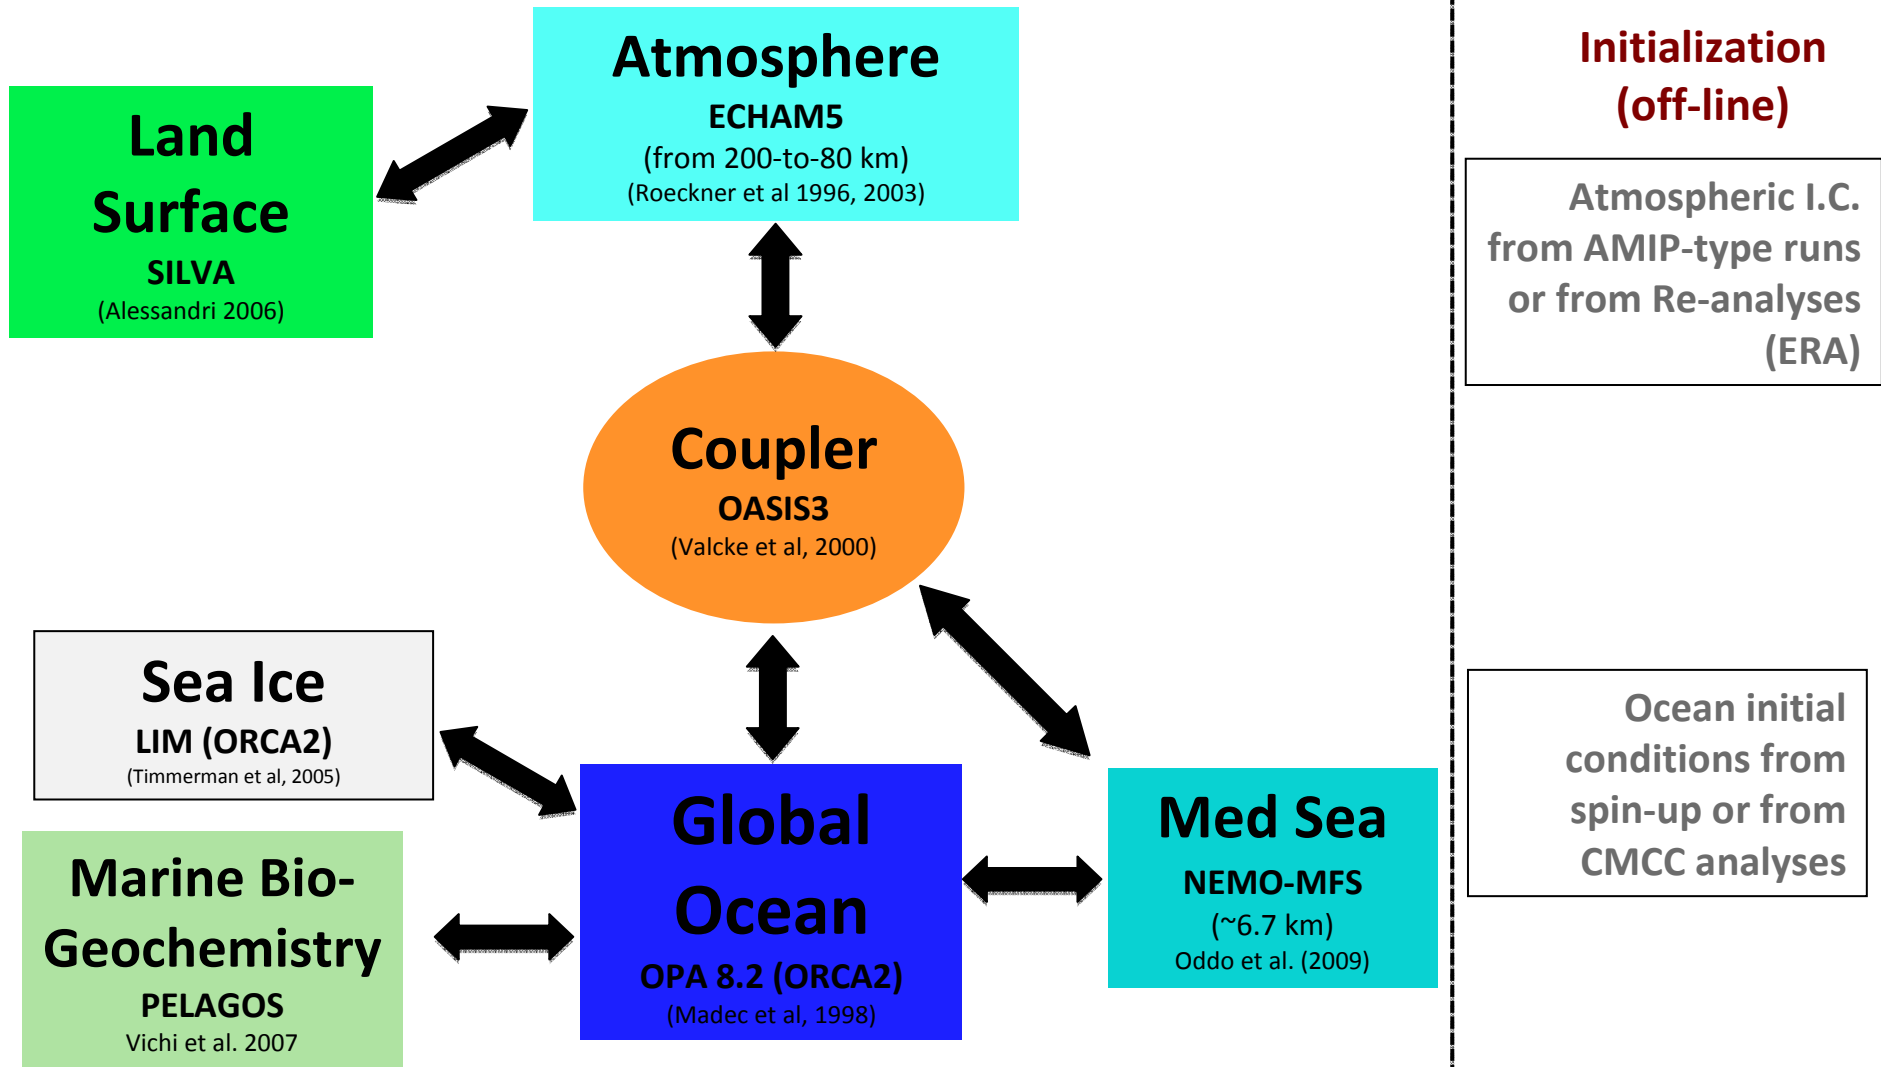 Atmosphere
ECHAM5
(from 200-to-80 km)
(Roeckner et al 1996, 2003)
Land
Surface
SILVA
(Alessandri 2006)
Coupler
OASIS3
(Valcke et al, 2000)
Sea Ice
LIM (ORCA2)
(Timmerman et al, 2005)
Marine Bio-
Geochemistry
PELAGOS
Vichi et al. 2007
Global
Ocean
OPA 8.2 (ORCA2)
(Madec et al, 1998)
Med Sea
NEMO-MFS
(~6.7 km)
Oddo et al. (2009)
Initialization
(off-line)
Atmospheric I.C.
from AMIP-type runs
or from Re-analyses
(ERA)
Ocean initial
conditions from
spin-up or from
CMCC analyses